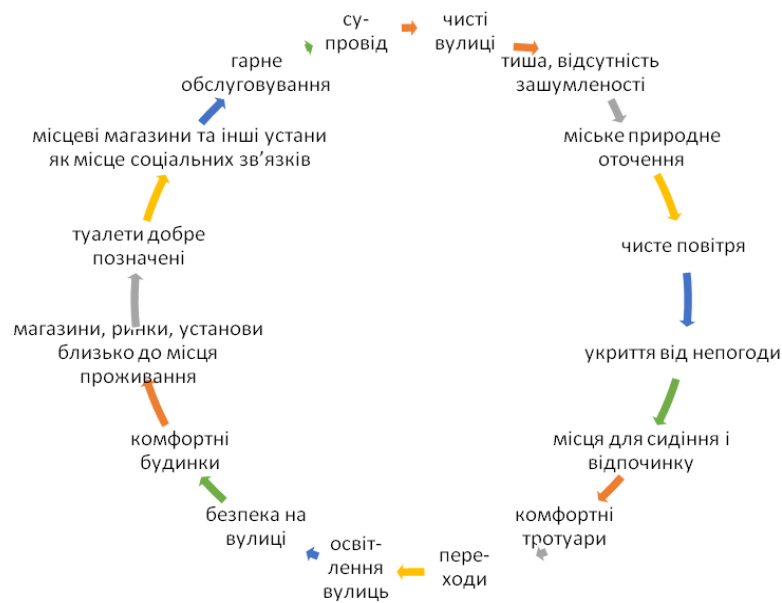 су-
провід
чисті
вулиці
тиша, відсутність
зашумленості
міське природне
оточення
чисте повітря
укриття від непогоди
місця для сидіння і
відпочинку
комфортні
тротуари
пере-
ходи
освіт-
лення
вулиць
безпека на
вулиці
комфортні
будинки
магазини, ринки, установи
близько до місця
проживання
туалети добре
позначені
місцеві магазини та інші устани
як місце соціальних зв’язків
гарне
обслуговування